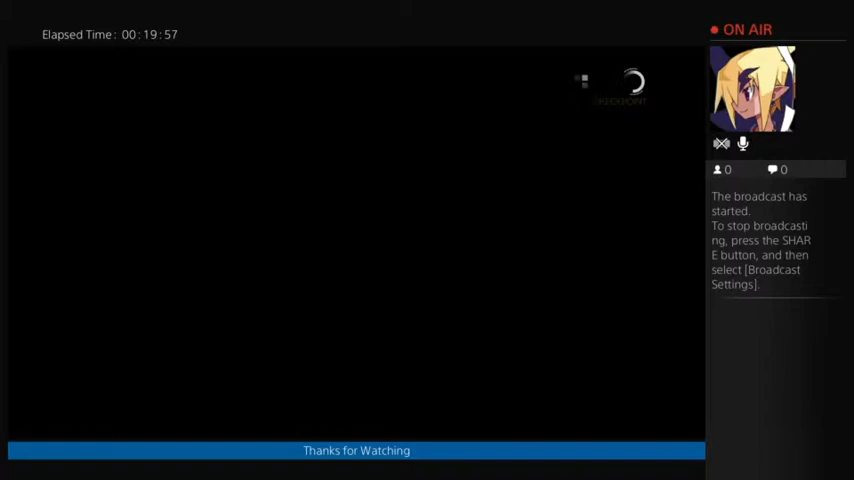 Elapsed Time: 00:19:57
ON AIR
CHECKPOINT
0 0
The broadcast has
started.
To stop broadcasti
ng, press the SHAR
E button, and then
select [Broadcast
Settings].
Thanks for Watching